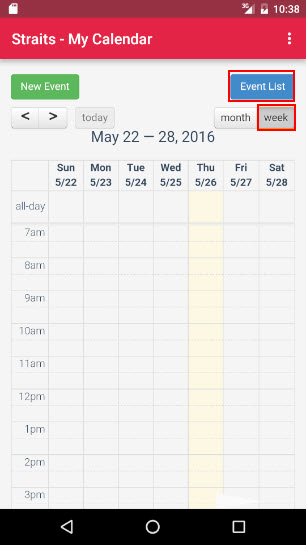 3G 10:38
Straits - My Calendar
New Event Event List
< > today month week
May 22 — 28, 2016
Sun Mon Tue Wed Thu Fri Sat
5/22 5/23 5/24 5/25 5/26 5/27 5/28
all-day
7am
8am
9am
10am
11am
12pm
1pm
2pm
3pm